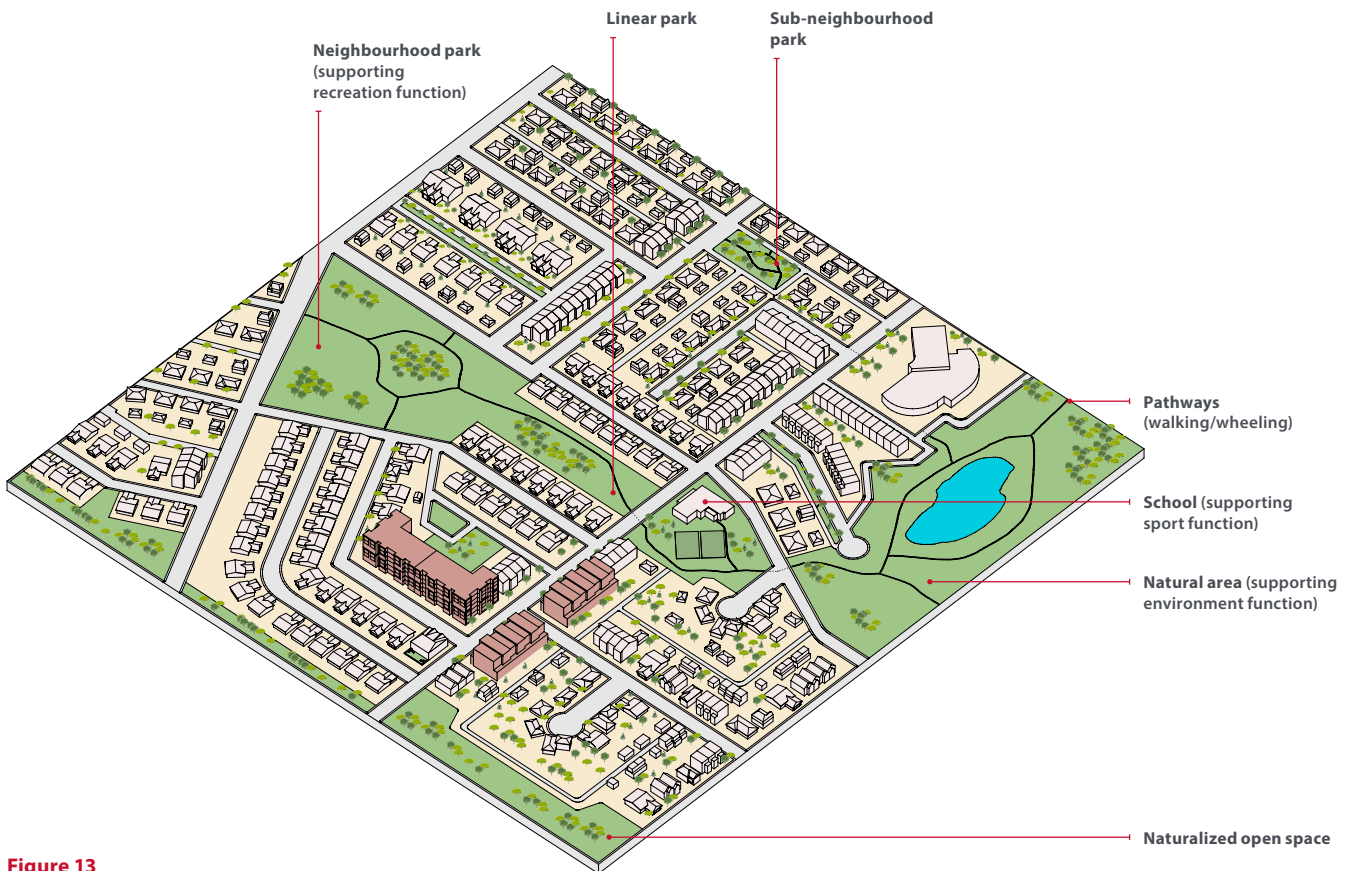 Linear park
Sub-neighbourhood
park
Neighbourhood park
(supporting
recreation function)
Pathways
(walking/wheeling)
School (supporting
sport function)
Natural area (supporting
environment function)
Naturalized open space
Figure 13